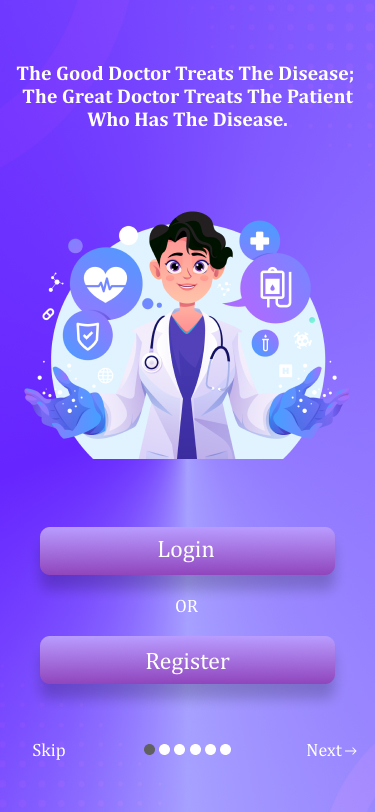 The Good Doctor Treats The Disease;
The Great Doctor Treats The Patient
Who Has The Disease.
H
Login
OR
Register
Skip
Next→